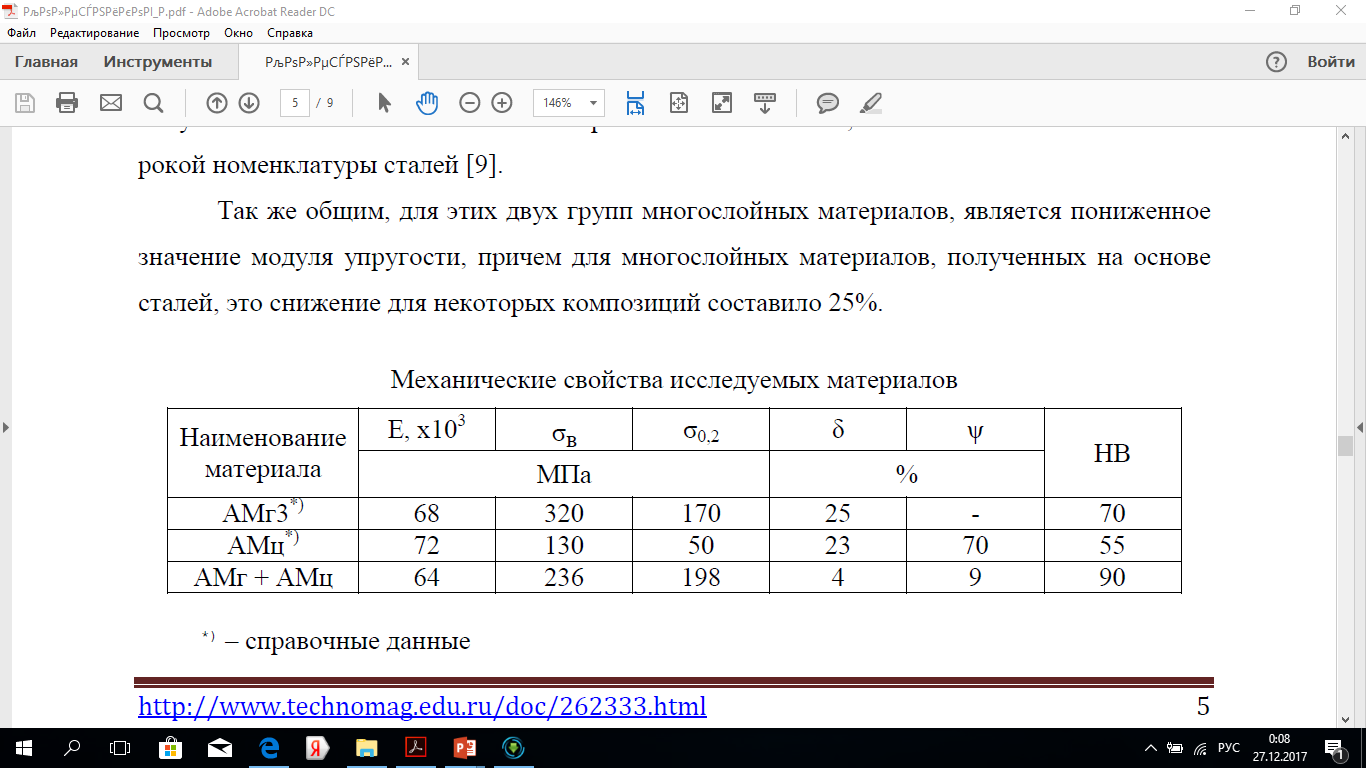 РљРѕР»РµСЃРЅРёРєРѕРІ_Р.pdf - Adobe Acrobat Reader DC
Файл Редактирование Просмотр Окно Справка
Главная Инструменты РљРѕР»РµСЃРЅРёР... × ? Войти
5 / 9 146%
рокой номенклатуры сталей [9].
Так же общим, для этих двух групп многослойных материалов, является пониженное
значение модуля упругости, причем для многослойных материалов, полученных на основе
сталей, это снижение для некоторых композиций составило 25%.
Механические свойства исследуемых материалов
Наименование материала E, x10³ σв σ0,2 δ ψ НВ
МПа %
АМг3*) 68 320 170 25 - 70
АМц*) 72 130 50 23 70 55
АМг + АМц 64 236 198 4 9 90
*) – справочные данные
http://www.technomag.edu.ru/doc/262333.html 5
РУС 0:08
27.12.2017 1